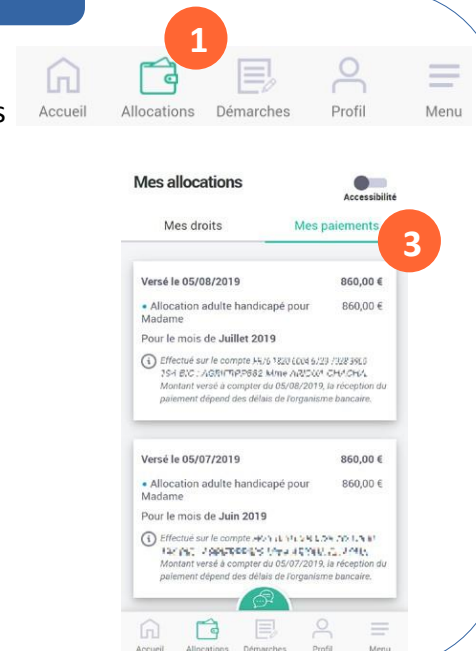 1
s
Accueil Allocations Démarches Profil Menu
Mes allocations
Accessibilité
Mes droits Mes paiements
3
Versé le 05/08/2019 860,00 €
• Allocation adulte handicapé pour 860,00 €
Madame
Pour le mois de Juillet 2019
Effectué sur le compte
Montant versé à compter du 05/08/2019, la réception du
paiement dépend des délais de l'organisme bancaire.
Versé le 05/07/2019 860,00 €
• Allocation adulte handicapé pour 860,00 €
Madame
Pour le mois de Juin 2019
Effectué sur le compte
Montant versé à compter du 05/07/2019, la réception du
paiement dépend des délais de l'organisme bancaire.
Accueil Allocations Démarches Profil Menu